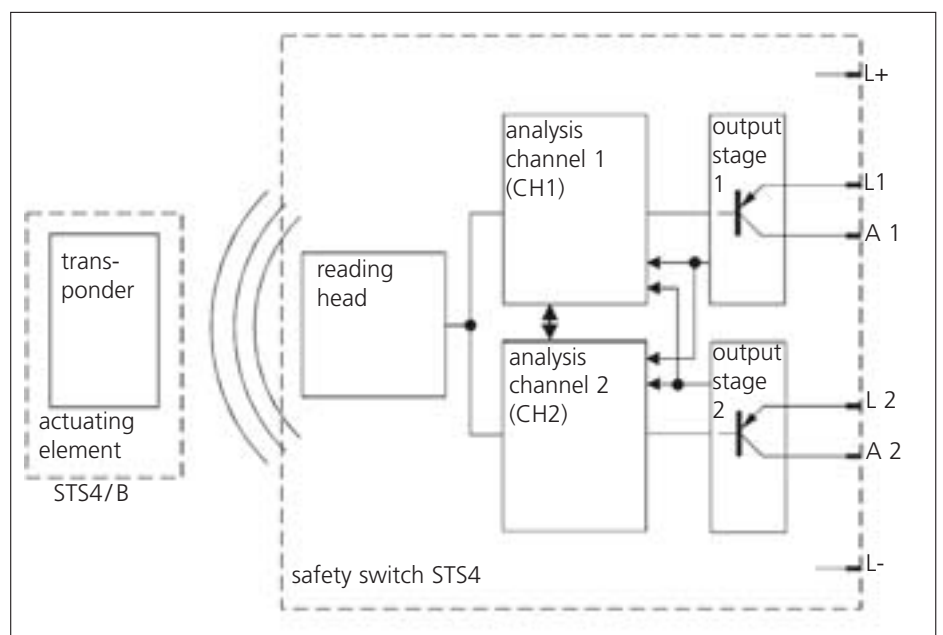 trans-
ponder
actuating
element
STS4/B
reading
head
analysis
channel 1
(CH1)
analysis
channel 2
(CH2)
output
stage
1
output
stage
2
L+
L1
A 1
L 2
A 2
L-
safety switch STS4